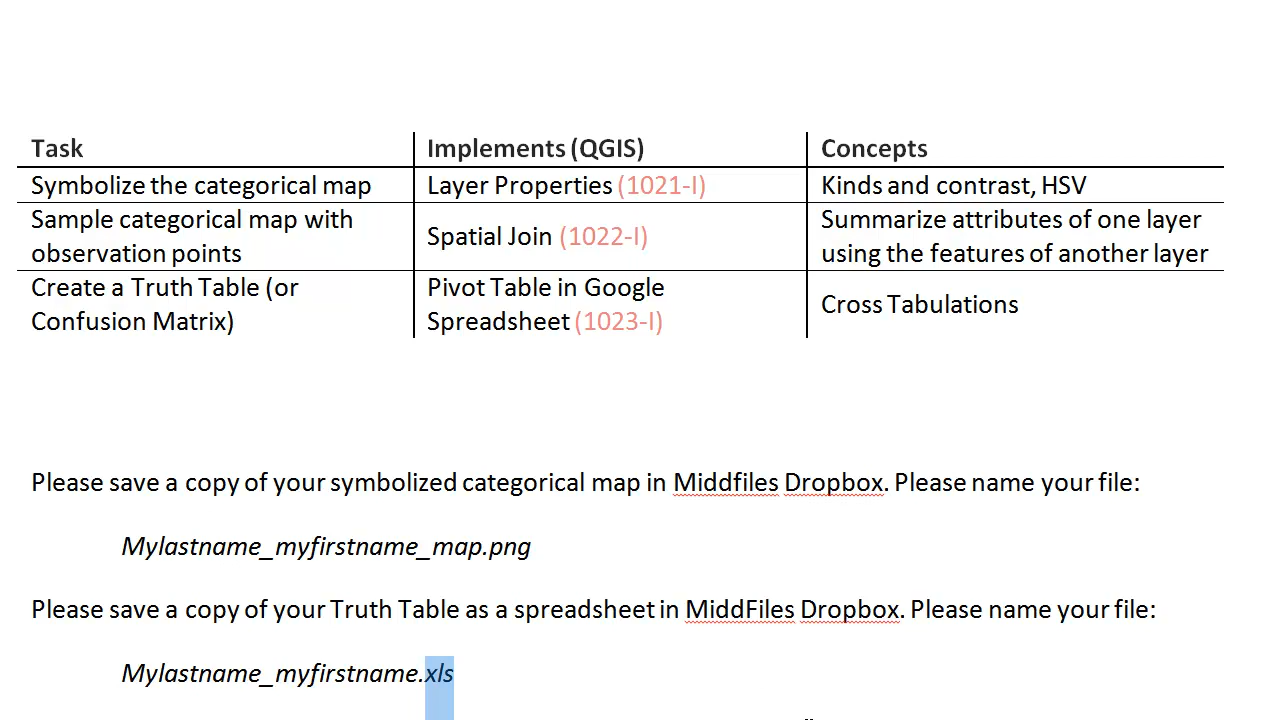 Task Implements (QGIS) Concepts
Symbolize the categorical map Layer Properties (1021-I) Kinds and contrast, HSV
Sample categorical map with
observation points
Spatial Join (1022-I)
Summarize attributes of one layer
using the features of another layer
Create a Truth Table (or
Confusion Matrix)
Pivot Table in Google
Spreadsheet (1023-I)
Cross Tabulations
Please save a copy of your symbolized categorical map in Middfiles Dropbox. Please name your file:
Mylastname_myfirstname_map.png
Please save a copy of your Truth Table as a spreadsheet in MiddFiles Dropbox. Please name your file:
Mylastname_myfirstname.xls